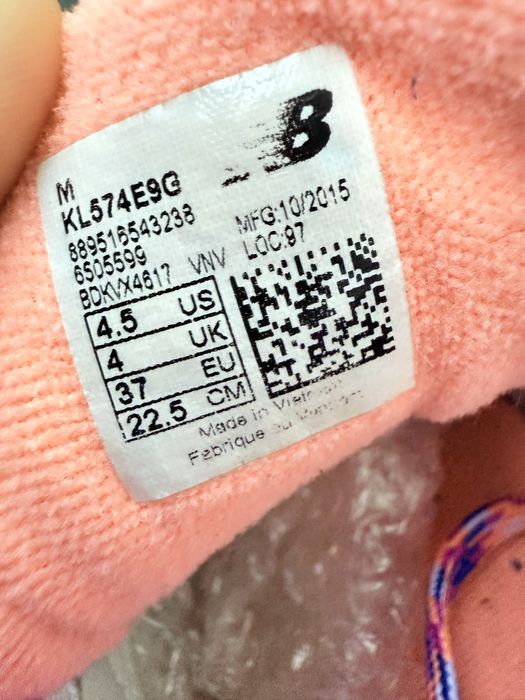 B
M
KL574E9G
889516543238
6505599
BDKVX4617 VNV
MFG:10/2015
LOC:97
4.5 US
4 UK
37 EU
22.5 CM
Made in Vietnam
Fabrique au Vietnam